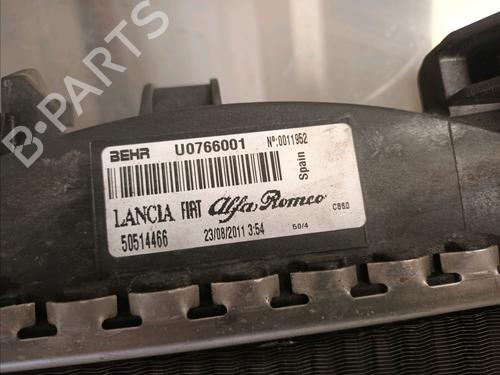 B-PARTS
BEHR U0766001 Nº:0011952
Spain
LANCIA FIAT Alfa Romeo
50514466 23/08/2011 3:54 50/4 C860